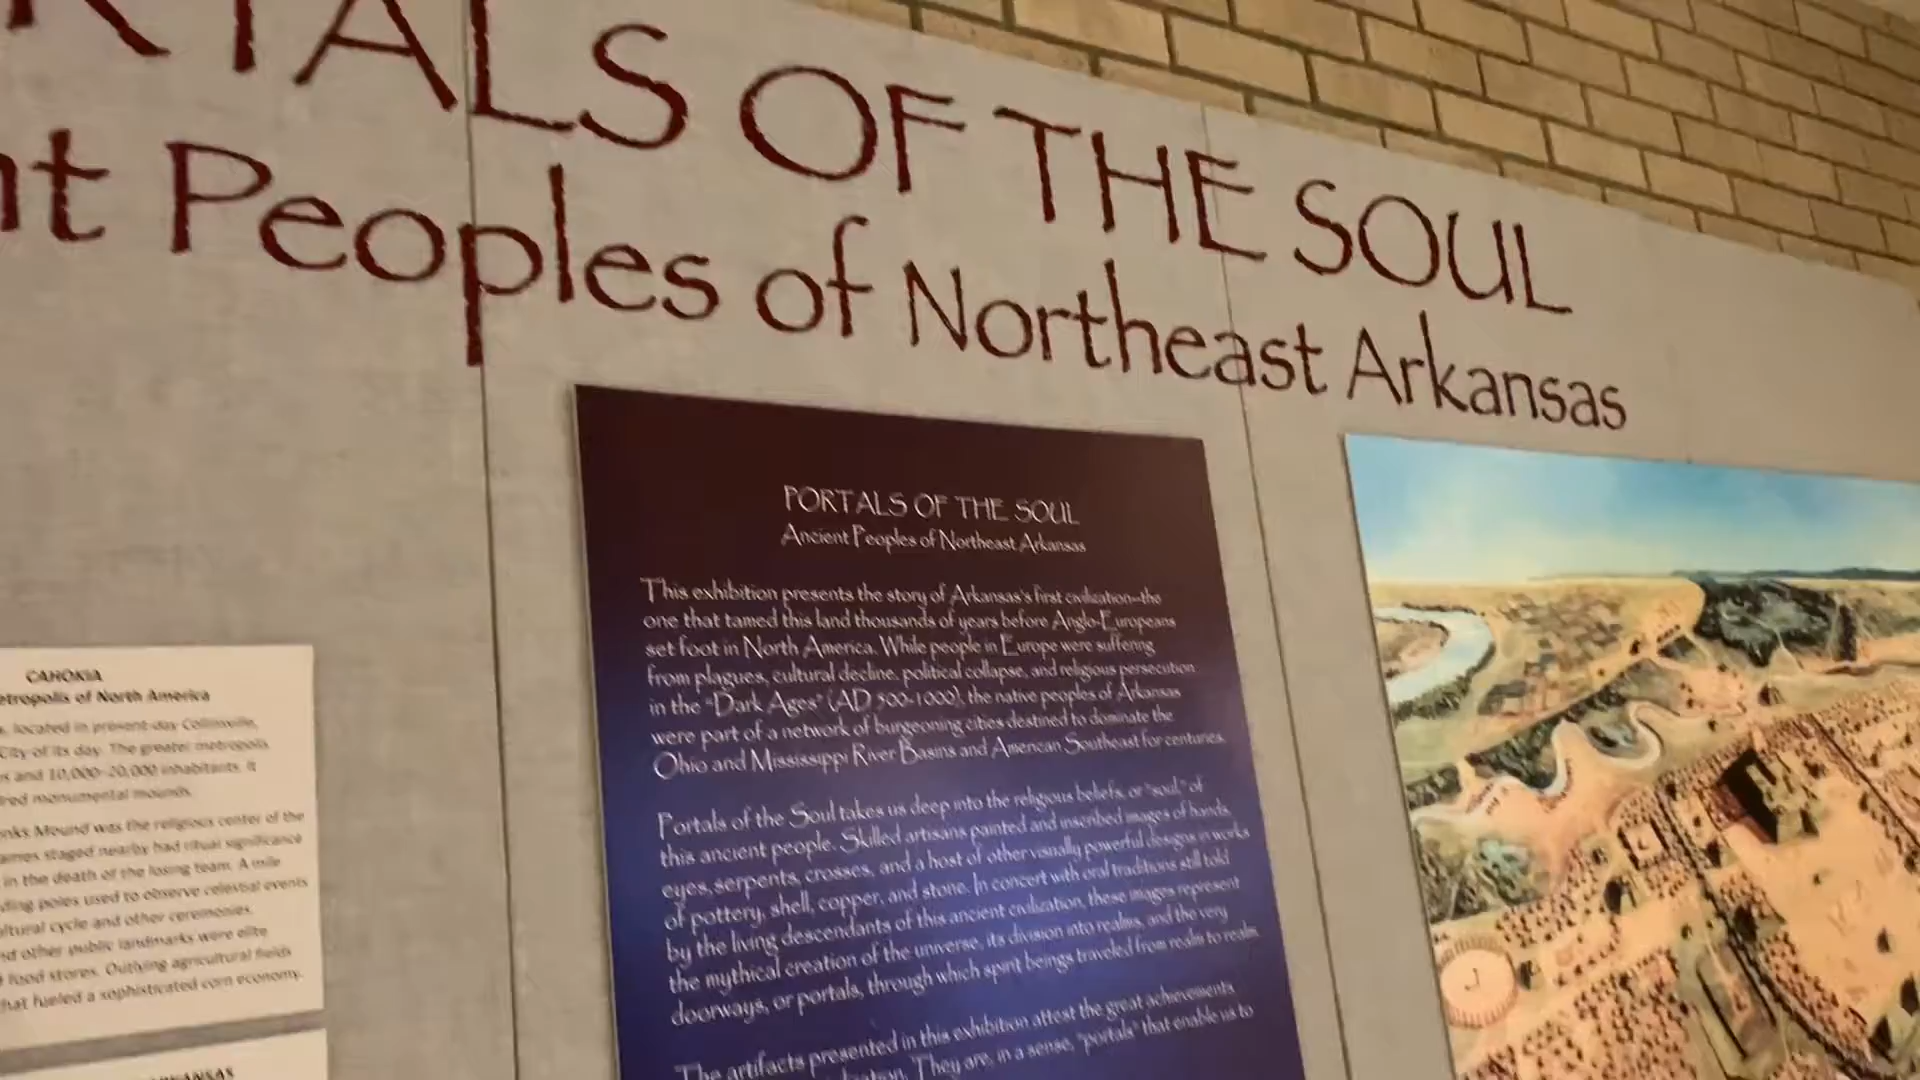 RTALS OF THE SOUL
nt Peoples of Northeast Arkansas
PORTALS OF THE SOUL
Ancient Peoples of Northeast Arkansas
This exhibition presents the story of Arkansas's first civilization—the
one that tamed this land thousands of years before Anglo-Europeans
set foot in North America. While people in Europe were suffering
from plagues, cultural decline, political collapse, and religious persecution
in the "Dark Ages" (AD 500-1000), the native peoples of Arkansas
were part of a network of burgeoning cities destined to dominate the
Ohio and Mississippi River Basins and American Southeast for centuries.
Portals of the Soul takes us deep into the religious beliefs, or "soul," of
this ancient people. Skilled artisans painted and inscribed images of hands,
eyes, serpents, crosses, and a host of other visually powerful designs in works
of pottery, shell, copper, and stone. In concert with oral traditions still told
by the living descendants of this ancient civilization, these images represent
the mythical creation of the universe, its division into realms, and the very
doorways, or portals, through which spirit beings traveled from realm to realm.
The artifacts presented in this exhibition attest the great achievements
They are, in a sense, "portals" that enable us to
CAHOKIA
etropolis of North America
, located in present-day Collinsville,
City of its day. The greater metropolis
s and 10,000-20,000 inhabitants. It
red monumental mounds.
nks Mound was the religious center of the
ames staged nearby had ritual significance
in the death of the losing team. A mile
ding poles used to observe celestial events
ultural cycle and other ceremonies.
nd other public landmarks were elite
food stores. Outlying agricultural fields
that fueled a sophisticated corn economy.
RKANSAS